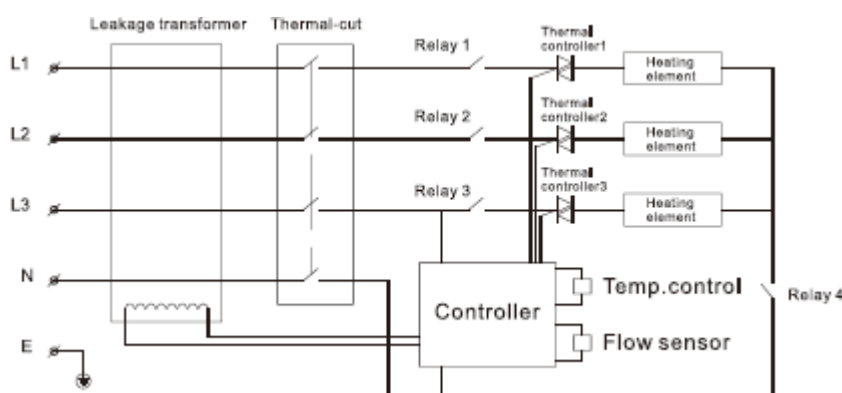 Leakage transformer
Thermal-cut
Relay 1
Thermal
controller1
L1
Heating
element
Relay 2
Thermal
controller2
L2
Heating
element
Relay 3
Thermal
controller3
L3
Heating
element
N
Controller
Temp.control
Relay 4
Flow sensor
E